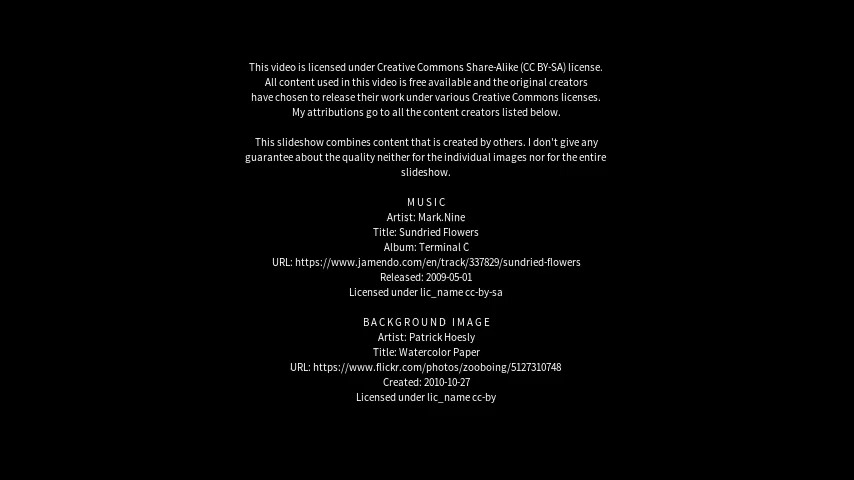 This video is licensed under Creative Commons Share-Alike (CC BY-SA) license.
All content used in this video is free available and the original creators
have chosen to release their work under various Creative Commons licenses.
My attributions go to all the content creators listed below.
This slideshow combines content that is created by others. I don't give any
guarantee about the quality neither for the individual images nor for the entire
slideshow.
MUSIC
Artist: Mark.Nine
Title: Sundried Flowers
Album: Terminal C
URL: https://www.jamendo.com/en/track/337829/sundried-flowers
Released: 2009-05-01
Licensed under lic_name cc-by-sa
BACKGROUND IMAGE
Artist: Patrick Hoesly
Title: Watercolor Paper
URL: https://www.flickr.com/photos/zooboing/5127310748
Created: 2010-10-27
Licensed under lic_name cc-by